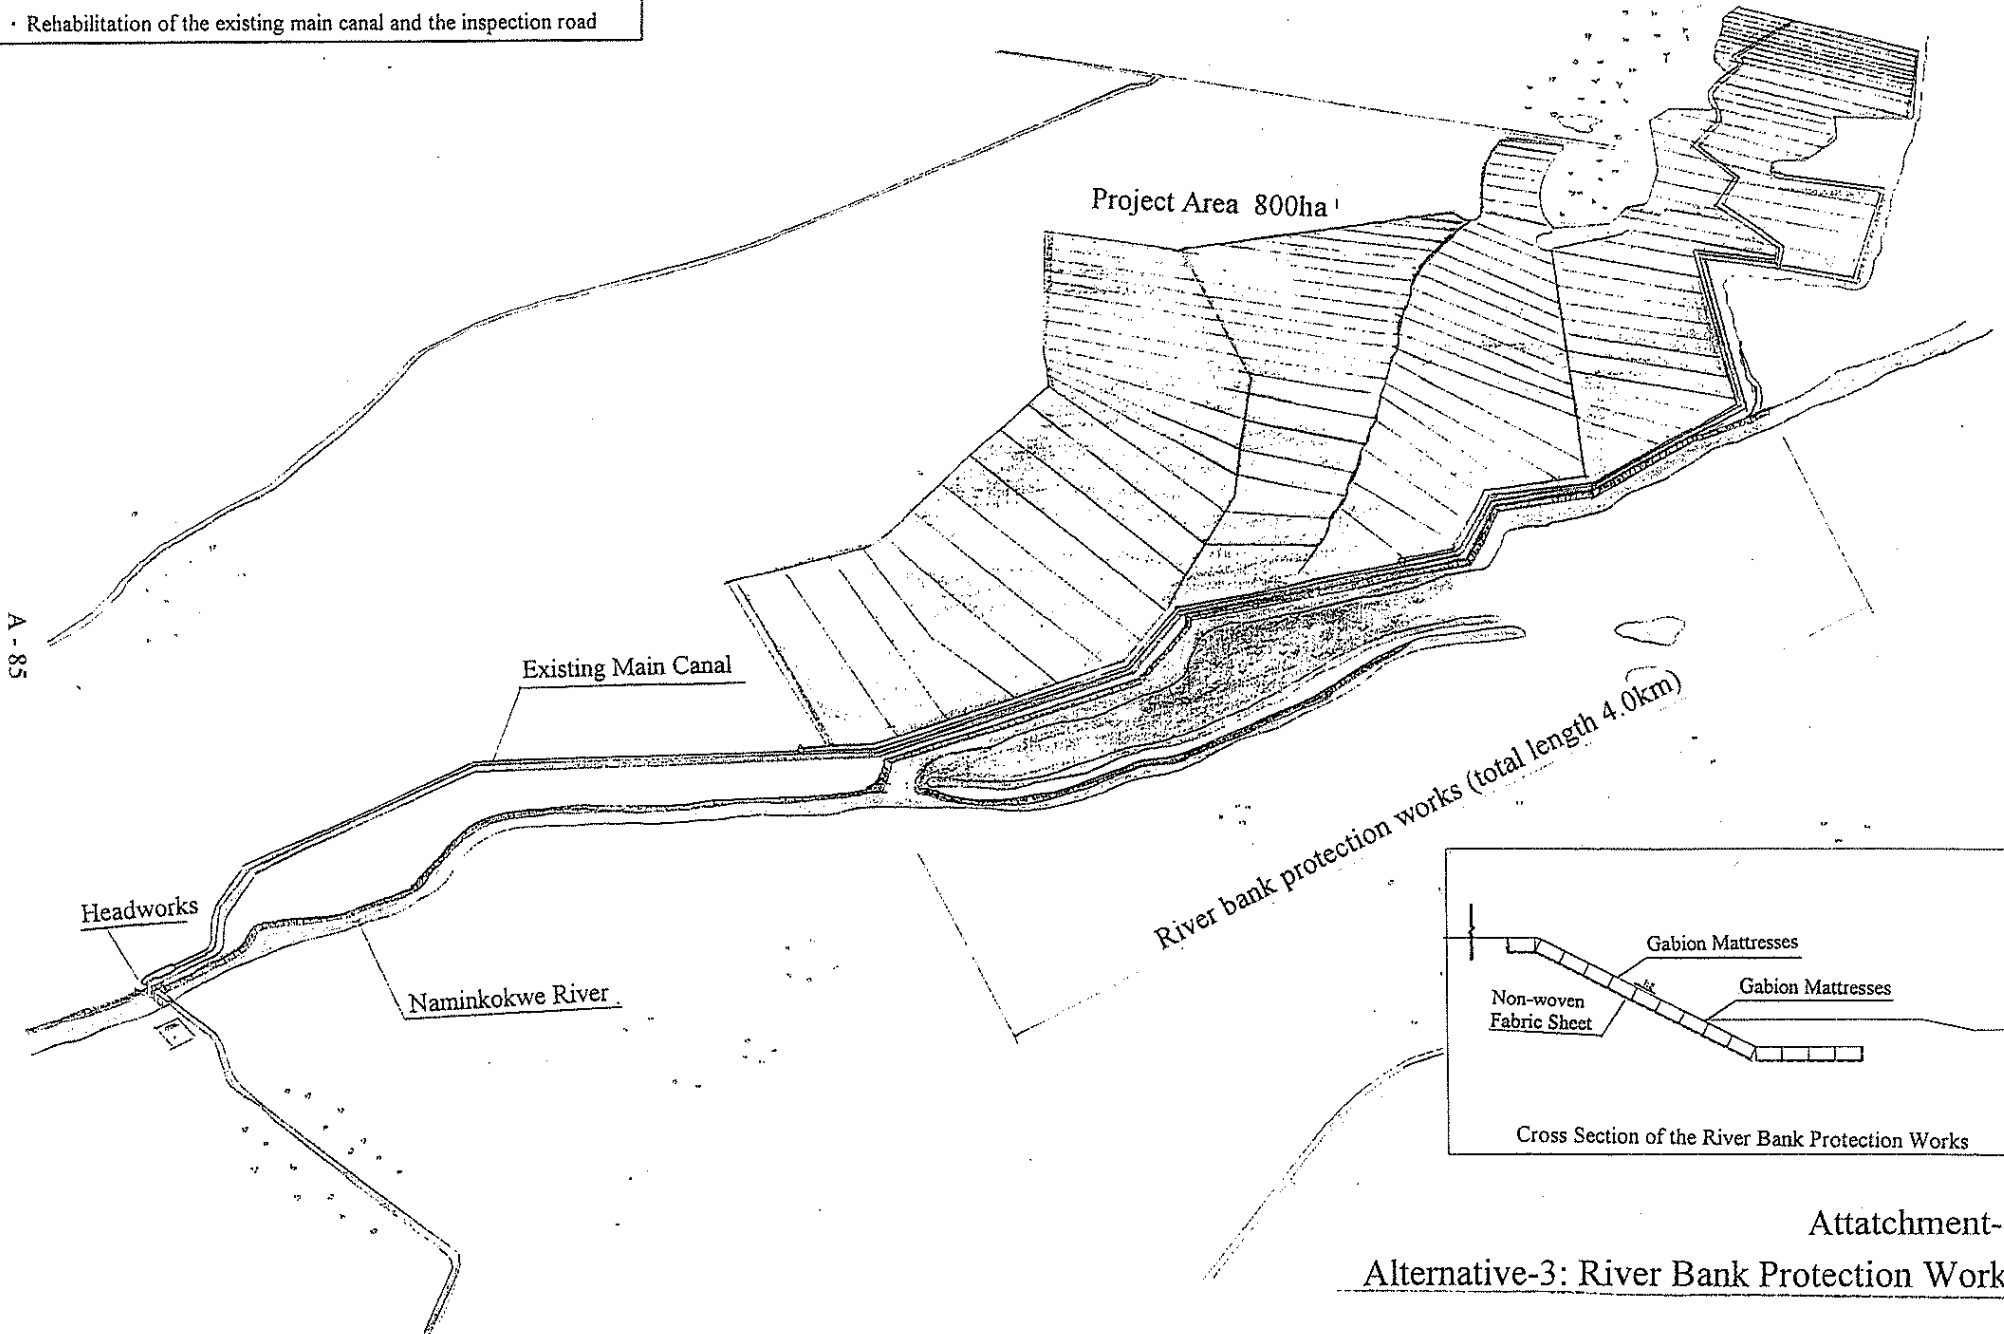 · Rehabilitation of the existing main canal and the inspection road
Project Area 800ha
Existing Main Canal
A - 85
River bank protection works (total length 4.0km)
Headworks
Naminkokwe River
Gabion Mattresses
Gabion Mattresses
Non-woven
Fabric Sheet
Cross Section of the River Bank Protection Works
Attatchment-
Alternative-3: River Bank Protection Work